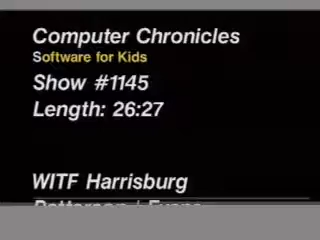 Computer Chronicles
Software for Kids
Show #1145
Length: 26:27
WITF Harrisburg